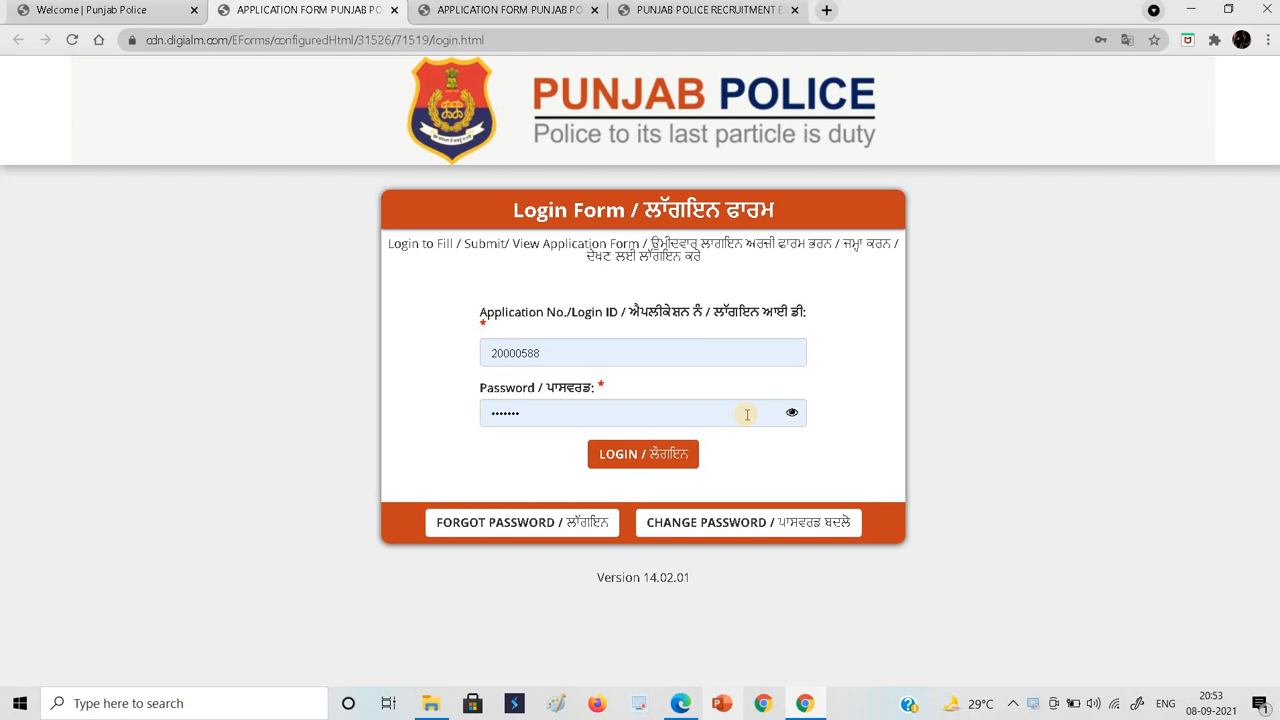 Welcome | Punjab Police
APPLICATION FORM PUNJAB PO
APPLICATION FORM PUNJAB PO
PUNJAB POLICE RECRUITMENT B
cdn.digialm.com/EForms/configuredHtml/31526/71519/login.html
PUNJAB POLICE
Police to its last particle is duty
Login Form / ਲਾੱਗਇਨ ਫਾਰਮ
Login to Fill / Submit/ View Application Form / ਉਮੀਦਵਾਰ ਲਾਗਇਨ ਅਰਜ਼ੀ ਫਾਰਮ ਭਰਨ / ਜਮ੍ਹਾ ਕਰਨ /
ਦੇਖਣ ਲਈ ਲਾੱਗਇਨ ਕਰੋ
Application No./Login ID / ਐਪਲੀਕੇਸ਼ਨ ਨੰ / ਲਾੱਗਇਨ ਆਈ ਡੀ:
*
20000588
Password / ਪਾਸਵਰਡ: *
•••••••
LOGIN / ਲੋਗਇਨ
FORGOT PASSWORD / ਲਾੱਗਇਨ
CHANGE PASSWORD / ਪਾਸਵਰਡ ਬਦਲੋ
Version 14.02.01
Type here to search
29°C
ENG
20:53
08-09-2021